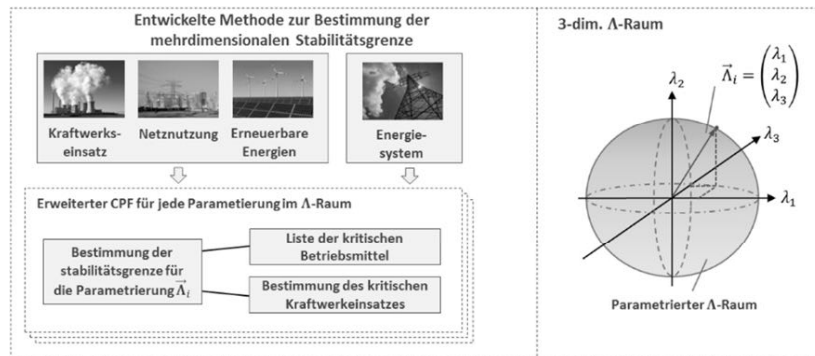 Entwickelte Methode zur Bestimmung der
mehrdimensionalen Stabilitätsgrenze
Kraftwerks-
einsatz
Netznutzung
Erneuerbare
Energien
Energie-
system
Erweiterter CPF für jede Parametierung im Λ-Raum
Bestimmung der
stabilitätsgrenze für
die Parametrierung Λ⃗ᵢ
Liste der kritischen
Betriebsmittel
Bestimmung des kritischen
Kraftwerkeinsatzes
3-dim. Λ-Raum
Λ⃗ᵢ = (λ₁
λ₂
λ₃)
λ₂
λ₃
λ₁
Parametrierter Λ-Raum